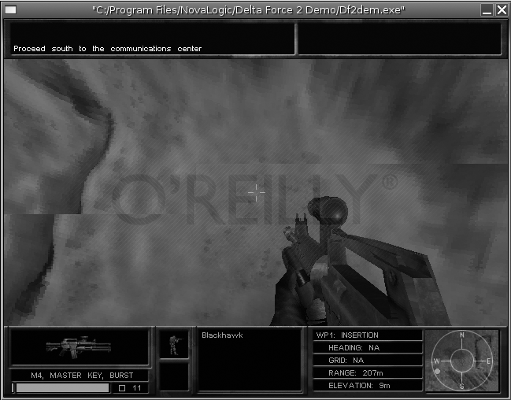 "C:/Program Files/NovaLogic/Delta Force 2 Demo/Df2dem.exe"
Proceed south to the communications center
O'REILLY®
Blackhawk
WP1: INSERTION
HEADING: NA
GRID: NA
RANGE: 207m
ELEVATION: 9m
N
W E
S
M4, MASTER KEY, BURST
11